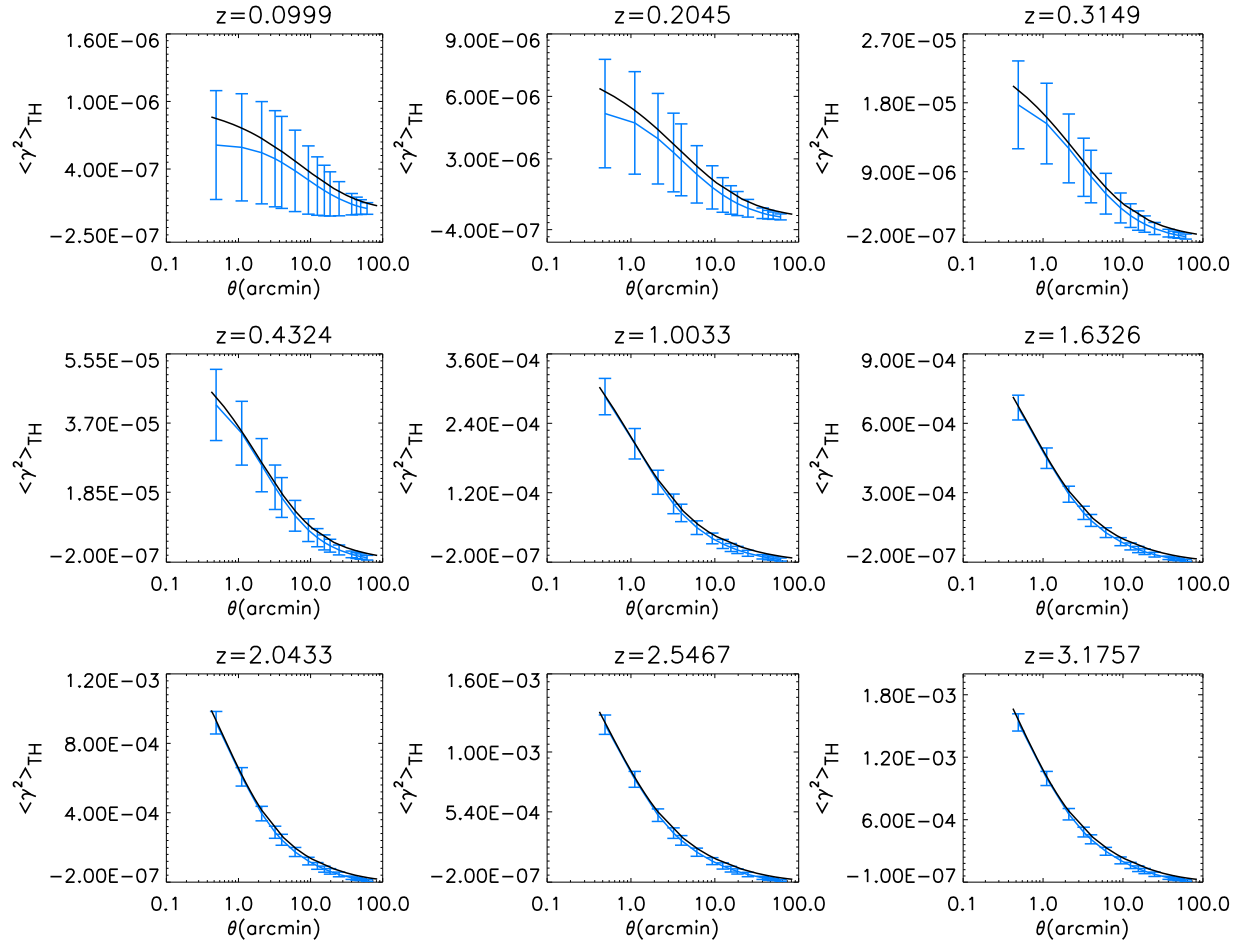 z=0.0999
<γ²>TH
1.60E−06
1.00E−06
4.00E−07
−2.50E−07
0.1 1.0 10.0 100.0
θ(arcmin)
z=0.2045
<γ²>TH
9.00E−06
6.00E−06
3.00E−06
−4.00E−07
0.1 1.0 10.0 100.0
θ(arcmin)
z=0.3149
<γ²>TH
2.70E−05
1.80E−05
9.00E−06
−2.00E−07
0.1 1.0 10.0 100.0
θ(arcmin)
z=0.4324
<γ²>TH
5.55E−05
3.70E−05
1.85E−05
−2.00E−07
0.1 1.0 10.0 100.0
θ(arcmin)
z=1.0033
<γ²>TH
3.60E−04
2.40E−04
1.20E−04
−2.00E−07
0.1 1.0 10.0 100.0
θ(arcmin)
z=1.6326
<γ²>TH
9.00E−04
6.00E−04
3.00E−04
−2.00E−07
0.1 1.0 10.0 100.0
θ(arcmin)
z=2.0433
<γ²>TH
1.20E−03
8.00E−04
4.00E−04
−2.00E−07
0.1 1.0 10.0 100.0
θ(arcmin)
z=2.5467
<γ²>TH
1.60E−03
1.00E−03
5.40E−04
−2.00E−07
0.1 1.0 10.0 100.0
θ(arcmin)
z=3.1757
<γ²>TH
1.80E−03
1.20E−03
6.00E−04
−1.00E−07
0.1 1.0 10.0 100.0
θ(arcmin)